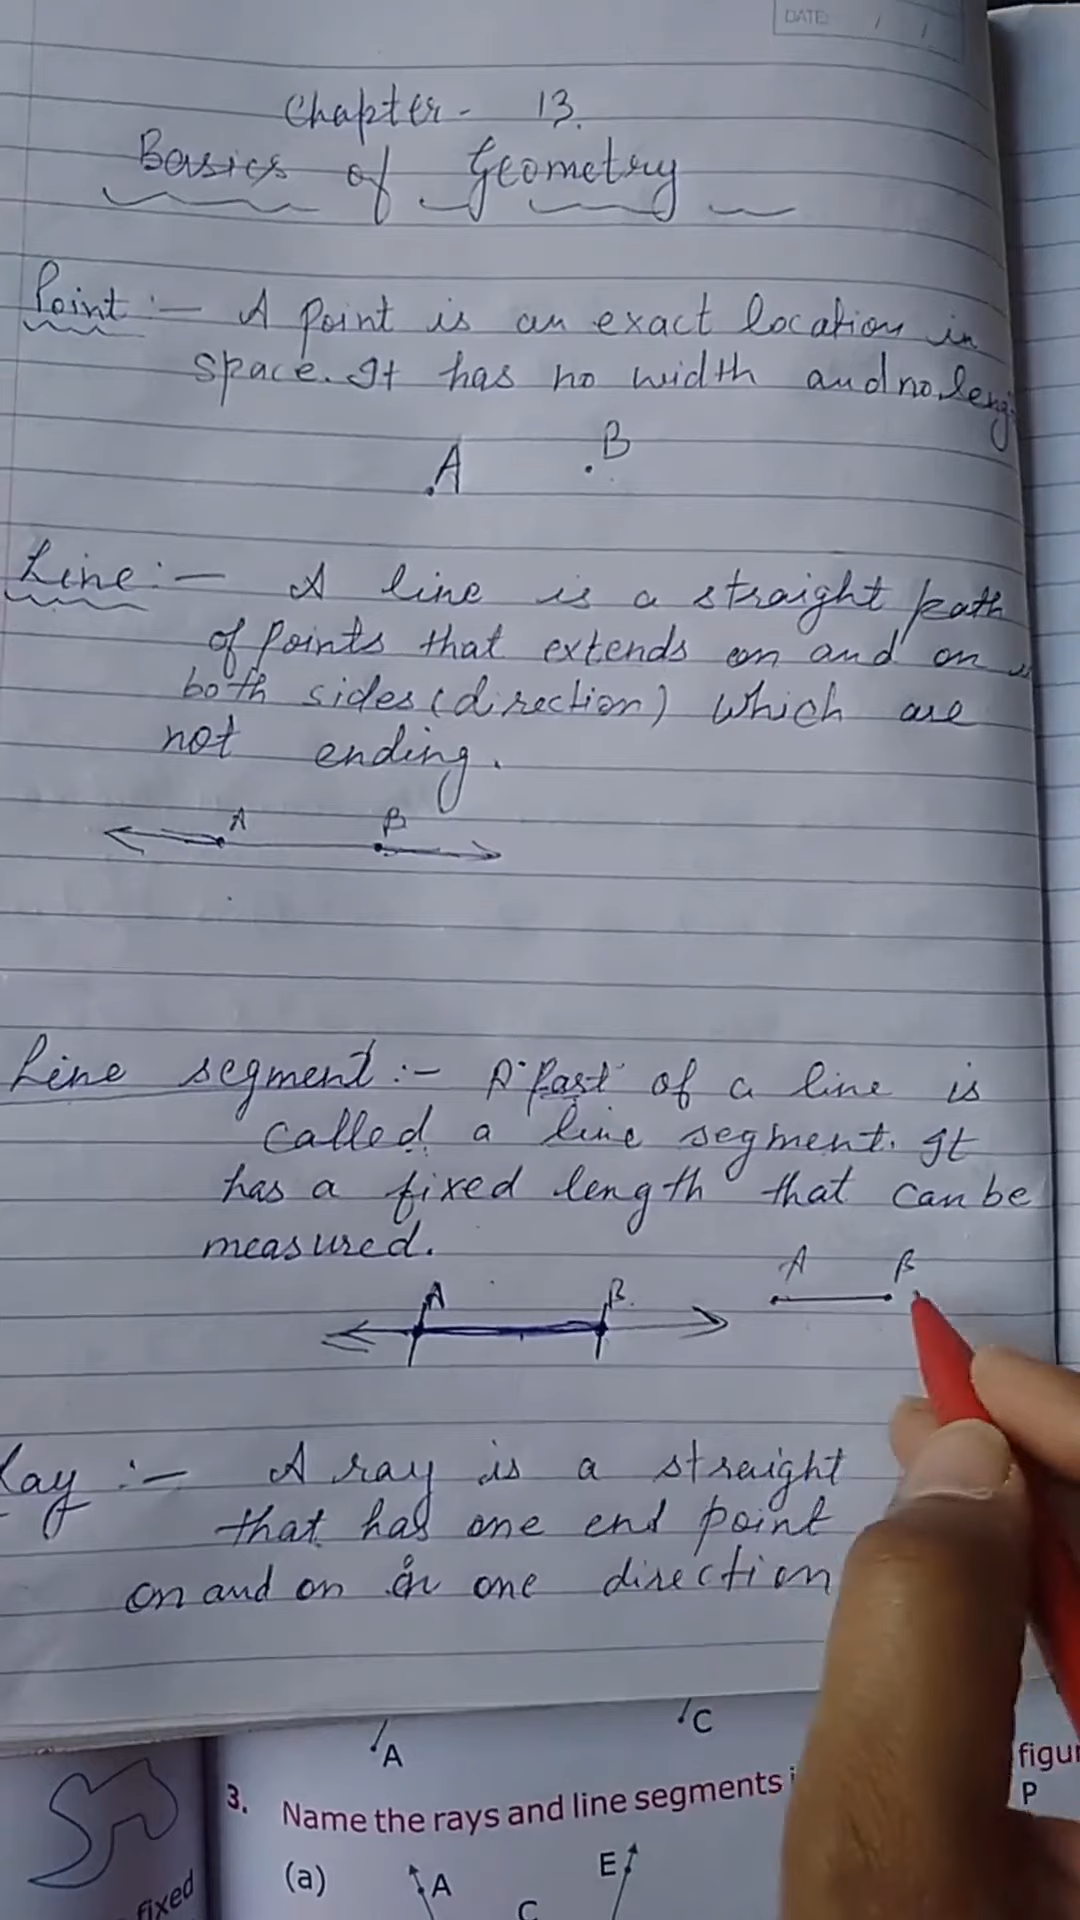 DATE: / /
Chapter - 13.
Basics of Geometry
Point :- A point is an exact location in
space. It has no width and no leng
A B
Line :- A line is a straight path
of points that extends on and on
both sides (direction) which are
not ending.
A B
Line segment :- A part of a line is
called a line segment. It
has a fixed length that can be
measured.
A B
A B
Ray :- A ray is a straight
that has one end point
on and on in one direction
A C
3. Name the rays and line segments
figu
P
(a) A E
C
fixed